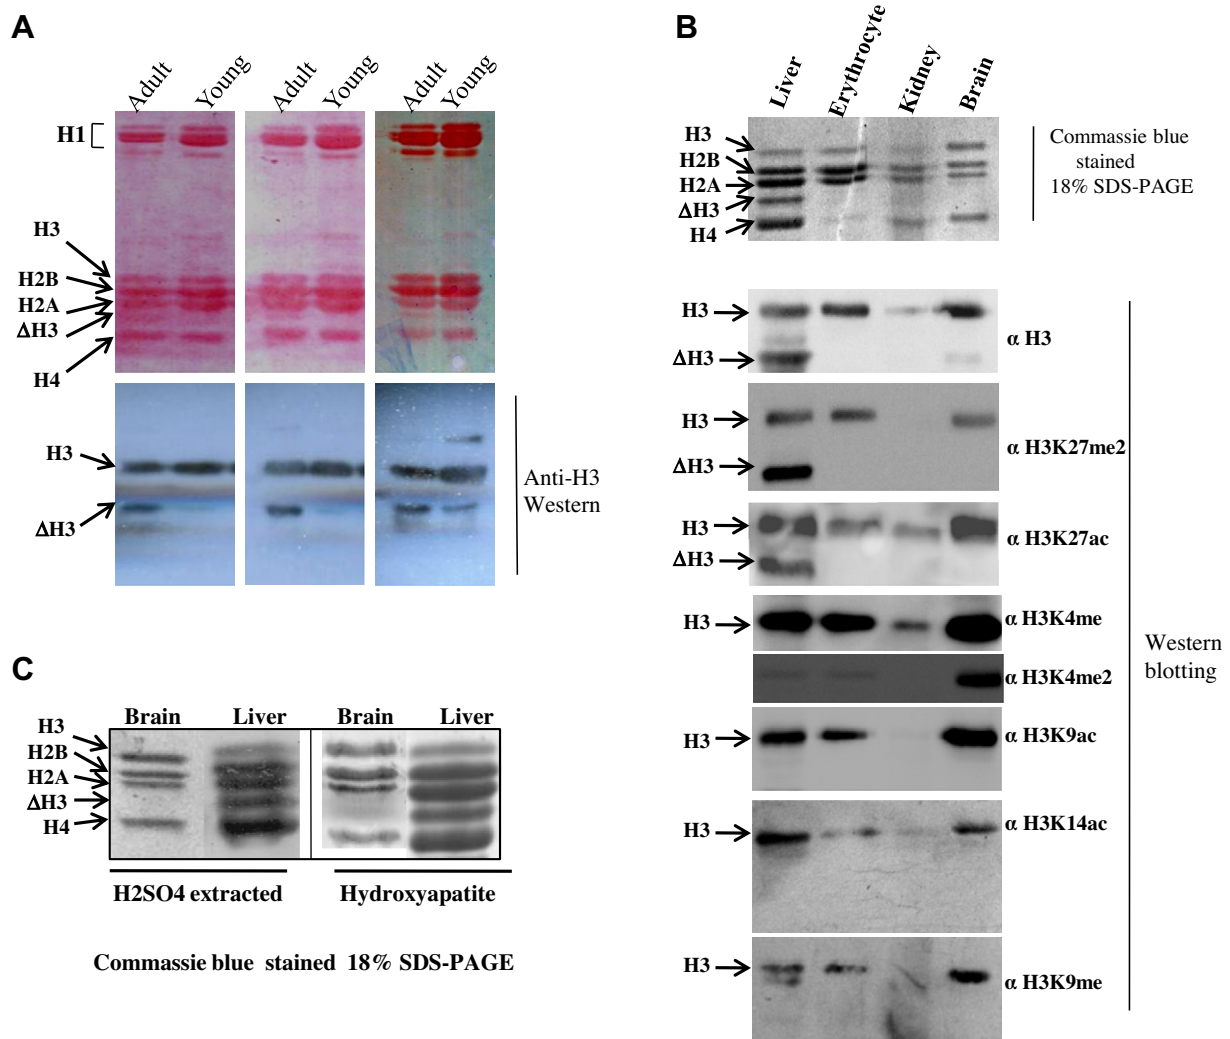 A
Adult
Young
Adult
Young
Adult
Young
H1
H3
H2B
H2A
ΔH3
H4
H3
ΔH3
Anti-H3
Western
B
Liver
Erythrocyte
Kidney
Brain
H3
H2B
H2A
ΔH3
H4
Commassie blue
stained
18% SDS-PAGE
H3
ΔH3
α H3
H3
ΔH3
α H3K27me2
H3
ΔH3
α H3K27ac
H3
α H3K4me
α H3K4me2
H3
α H3K9ac
H3
α H3K14ac
H3
α H3K9me
Western
blotting
C
Brain Liver Brain Liver
H3
H2B
H2A
ΔH3
H4
H2SO4 extracted Hydroxyapatite
Commassie blue stained 18% SDS-PAGE